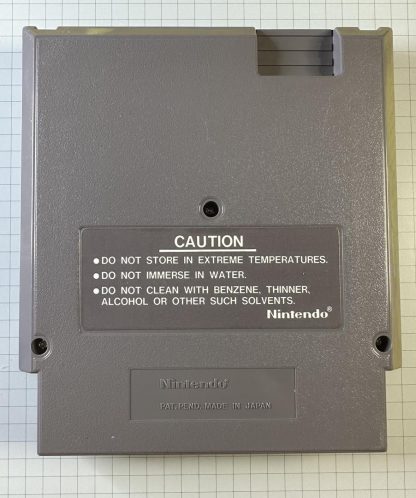 CAUTION
● DO NOT STORE IN EXTREME TEMPERATURES.
● DO NOT IMMERSE IN WATER.
● DO NOT CLEAN WITH BENZENE, THINNER,
ALCOHOL OR OTHER SUCH SOLVENTS.
Nintendo®
Nintendo®
PAT. PEND. MADE IN JAPAN